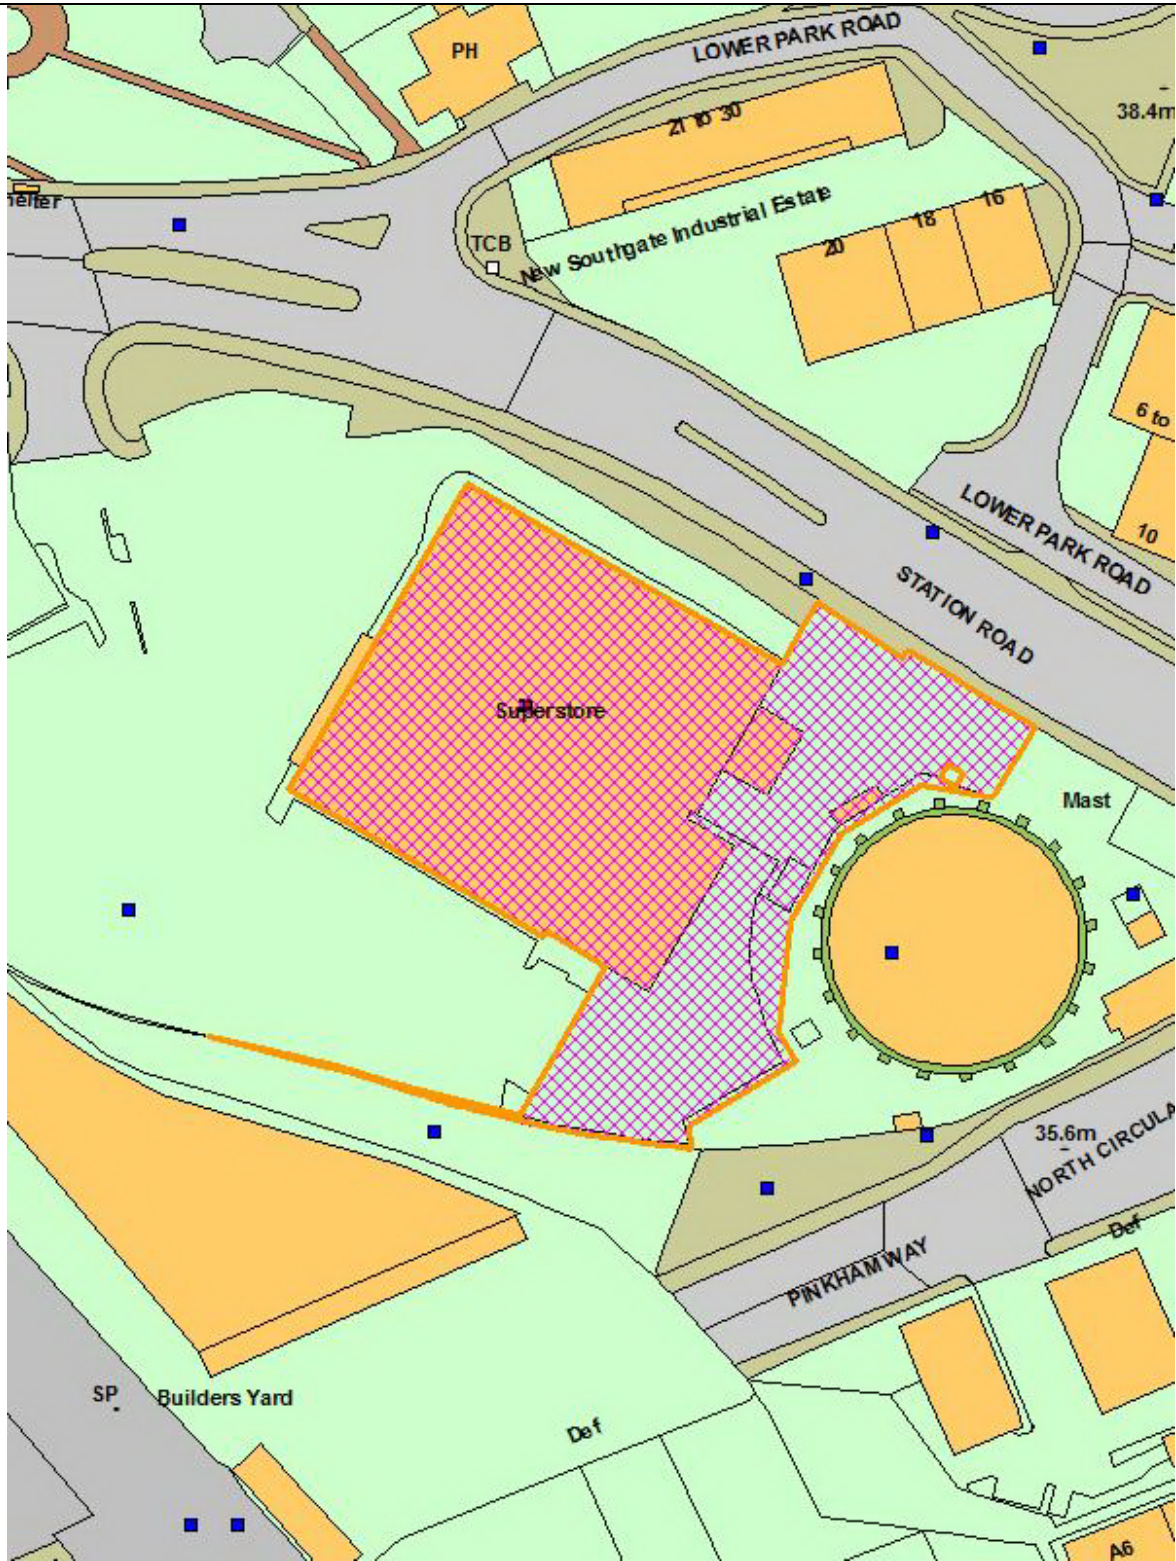 LOWER PARK ROAD
PH
38.4m
21 to 30
helter
TCB
New Southgate Industrial Estate
16
18
20
6 to
LOWER PARK ROAD
10
STATION ROAD
Superstore
Mast
35.6m
NORTH CIRCULA
Def
PINKHAM WAY
SP
Builders Yard
Def
A6